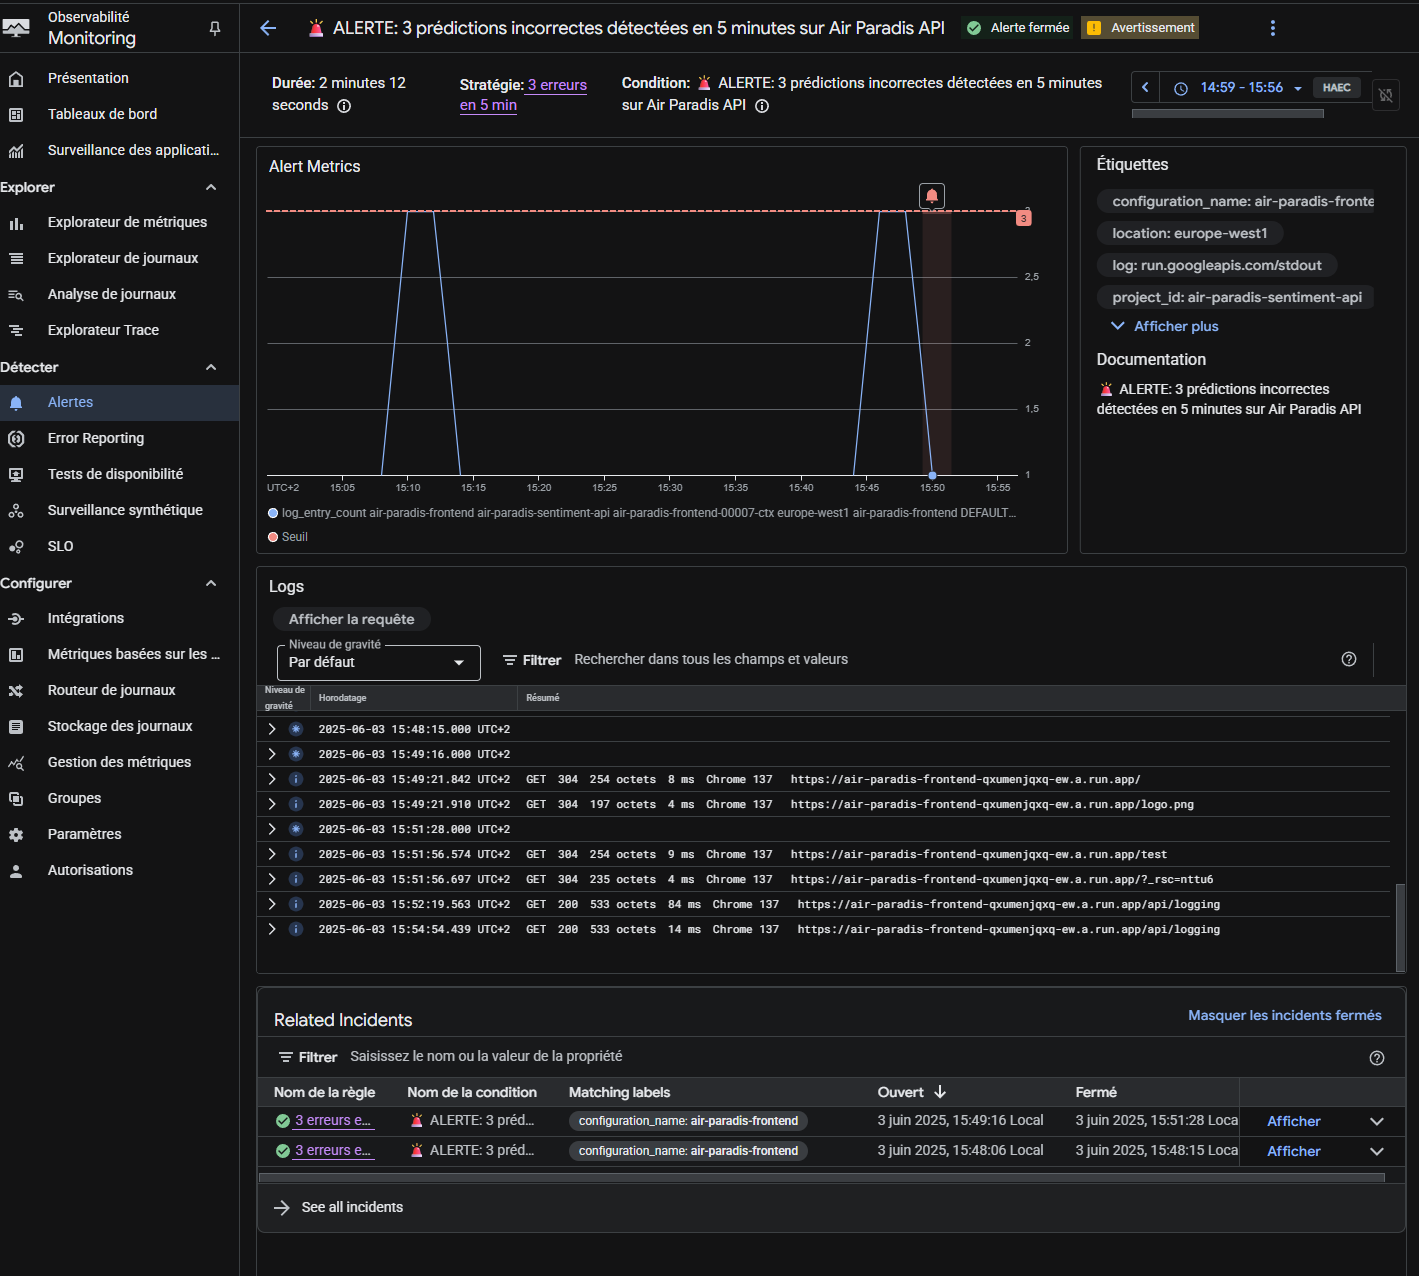 Observabilité
Monitoring
Présentation
Tableaux de bord
Surveillance des applicati...
Explorer
Explorateur de métriques
Explorateur de journaux
Analyse de journaux
Explorateur Trace
Détecter
Alertes
Error Reporting
Tests de disponibilité
Surveillance synthétique
SLO
Configurer
Intégrations
Métriques basées sur les ...
Routeur de journaux
Stockage des journaux
Gestion des métriques
Groupes
Paramètres
Autorisations
🚨 ALERTE: 3 prédictions incorrectes détectées en 5 minutes sur Air Paradis API
Alerte fermée
Avertissement
Durée: 2 minutes 12
seconds
Stratégie: 3 erreurs
en 5 min
Condition: 🚨 ALERTE: 3 prédictions incorrectes détectées en 5 minutes
sur Air Paradis API
14:59 - 15:56
HAEC
Alert Metrics
3
2,5
2
1,5
1
UTC+2 15:05 15:10 15:15 15:20 15:25 15:30 15:35 15:40 15:45 15:50 15:55
log_entry_count air-paradis-frontend air-paradis-sentiment-api air-paradis-frontend-00007-ctx europe-west1 air-paradis-frontend DEFAULT...
Seuil
Étiquettes
configuration_name: air-paradis-fronte
location: europe-west1
log: run.googleapis.com/stdout
project_id: air-paradis-sentiment-api
Afficher plus
Documentation
🚨 ALERTE: 3 prédictions incorrectes
détectées en 5 minutes sur Air Paradis API
Logs
Afficher la requête
Niveau de gravité
Par défaut
Filtrer Rechercher dans tous les champs et valeurs
Niveau de
gravité
Horodatage
Résumé
2025-06-03 15:48:15.000 UTC+2
2025-06-03 15:49:16.000 UTC+2
2025-06-03 15:49:21.842 UTC+2 GET 304 254 octets 8 ms Chrome 137 https://air-paradis-frontend-qxumenjqxq-ew.a.run.app/
2025-06-03 15:49:21.910 UTC+2 GET 304 197 octets 4 ms Chrome 137 https://air-paradis-frontend-qxumenjqxq-ew.a.run.app/logo.png
2025-06-03 15:51:28.000 UTC+2
2025-06-03 15:51:56.574 UTC+2 GET 304 254 octets 9 ms Chrome 137 https://air-paradis-frontend-qxumenjqxq-ew.a.run.app/test
2025-06-03 15:51:56.697 UTC+2 GET 304 235 octets 4 ms Chrome 137 https://air-paradis-frontend-qxumenjqxq-ew.a.run.app/?_rsc=nttu6
2025-06-03 15:52:19.563 UTC+2 GET 200 533 octets 84 ms Chrome 137 https://air-paradis-frontend-qxumenjqxq-ew.a.run.app/api/logging
2025-06-03 15:54:54.439 UTC+2 GET 200 533 octets 14 ms Chrome 137 https://air-paradis-frontend-qxumenjqxq-ew.a.run.app/api/logging
Related Incidents
Masquer les incidents fermés
Filtrer Saisissez le nom ou la valeur de la propriété
Nom de la règle Nom de la condition Matching labels Ouvert Fermé
3 erreurs e... 🚨 ALERTE: 3 préd... configuration_name: air-paradis-frontend 3 juin 2025, 15:49:16 Local 3 juin 2025, 15:51:28 Loca Afficher
3 erreurs e... 🚨 ALERTE: 3 préd... configuration_name: air-paradis-frontend 3 juin 2025, 15:48:06 Local 3 juin 2025, 15:48:15 Loca Afficher
See all incidents